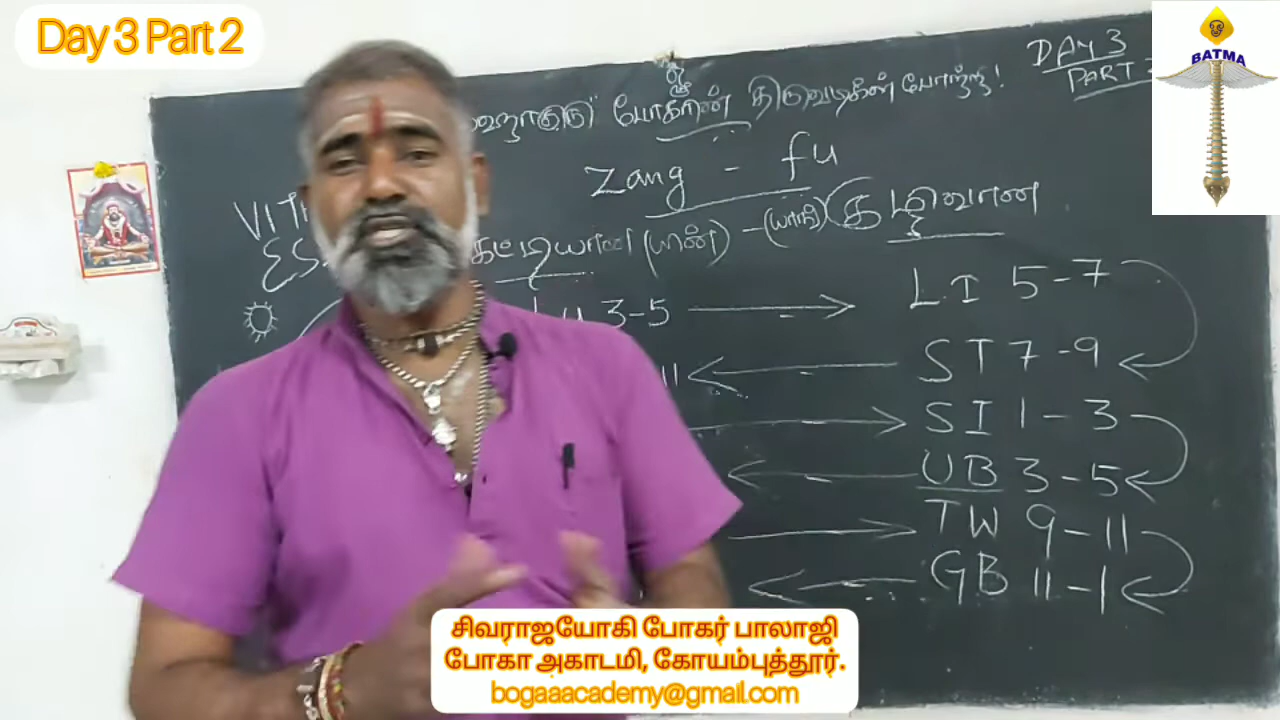 Day 3 Part 2
BATMA
DAY 3
PART
போகரின் திருவடிகள் போற்றி!
Zang - fu
(யின்) - (யாங்)
Lu 3-5
LI 5-7
11
ST 7-9
SI 1-3
UB 3-5
TW 9-11
GB 11-1
சிவராஜயோகி போகர் பாலாஜி
போகா அகாடமி, கோயம்புத்தூர்.
bogaaacademy@gmail.com